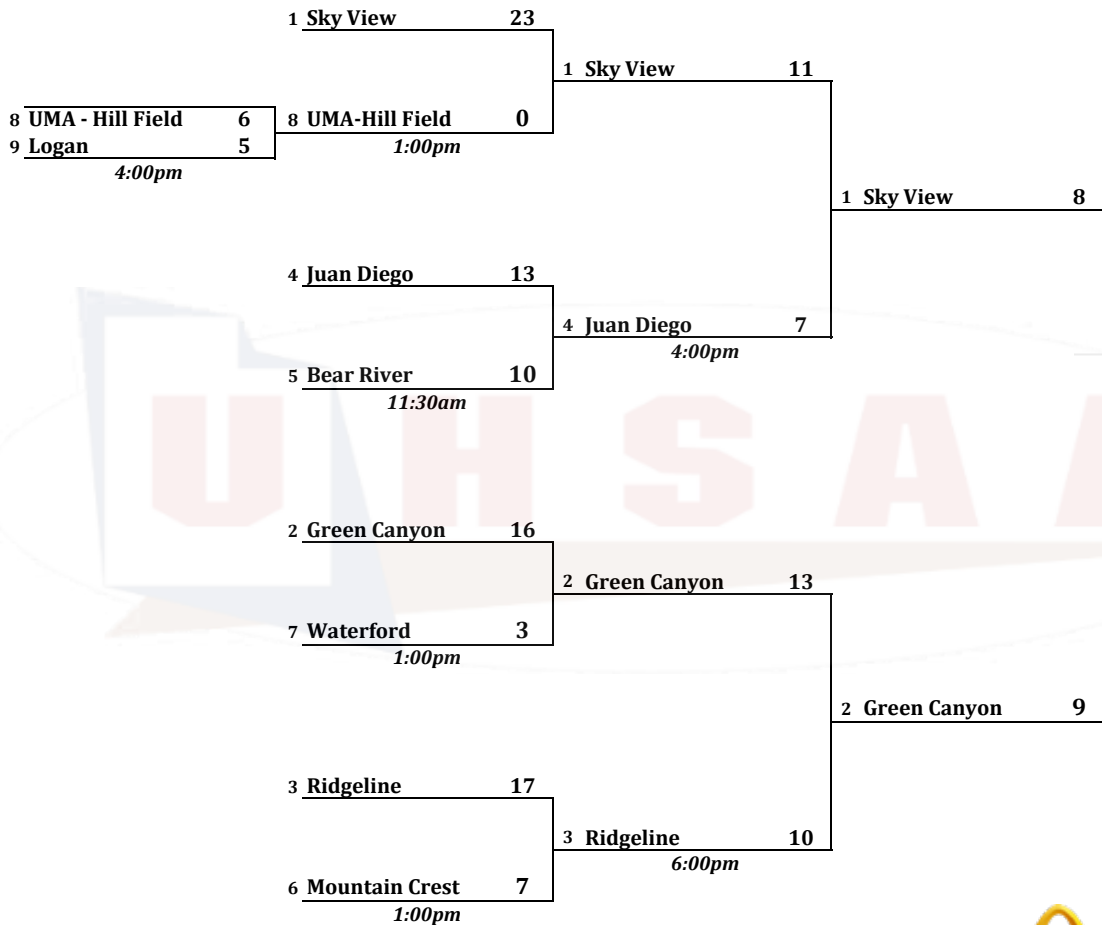 1 Sky View 23
1 Sky View 11
8 UMA - Hill Field 6
8 UMA-Hill Field 0
9 Logan 5
1:00pm
4:00pm
1 Sky View 8
4 Juan Diego 13
4 Juan Diego 7
4:00pm
5 Bear River 10
11:30am
UHSAA
2 Green Canyon 16
2 Green Canyon 13
7 Waterford 3
1:00pm
2 Green Canyon 9
3 Ridgeline 17
3 Ridgeline 10
6:00pm
6 Mountain Crest 7
1:00pm